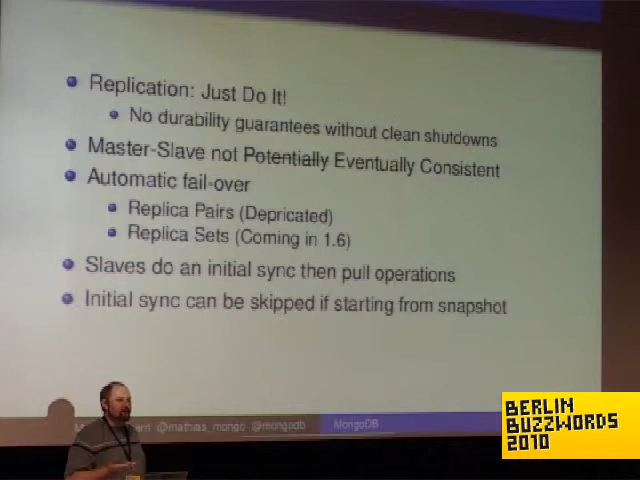 Replication: Just Do It!
No durability guarantees without clean shutdowns
Master-Slave not Potentially Eventually Consistent
Automatic fail-over
Replica Pairs (Depricated)
Replica Sets (Coming in 1.6)
Slaves do an initial sync then pull operations
Initial sync can be skipped if starting from snapshot
@mathias_mongo @mongodb
MongoDB
BERLIN
BUZZWORDS
2010